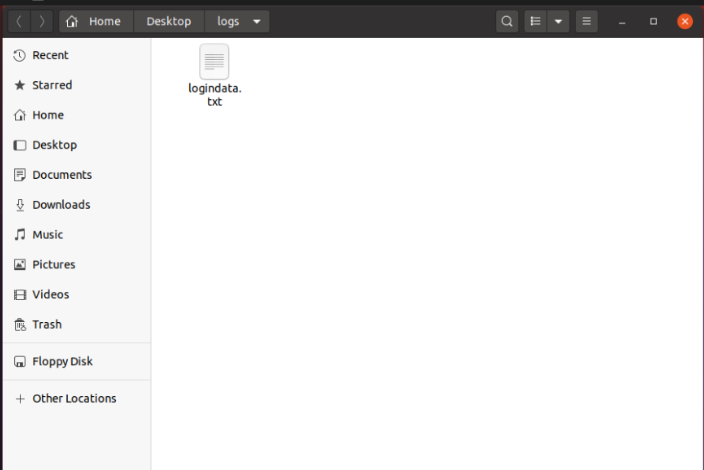 Home Desktop logs
Recent
Starred
Home
Desktop
Documents
Downloads
Music
Pictures
Videos
Trash
Floppy Disk
Other Locations
logindata.
txt